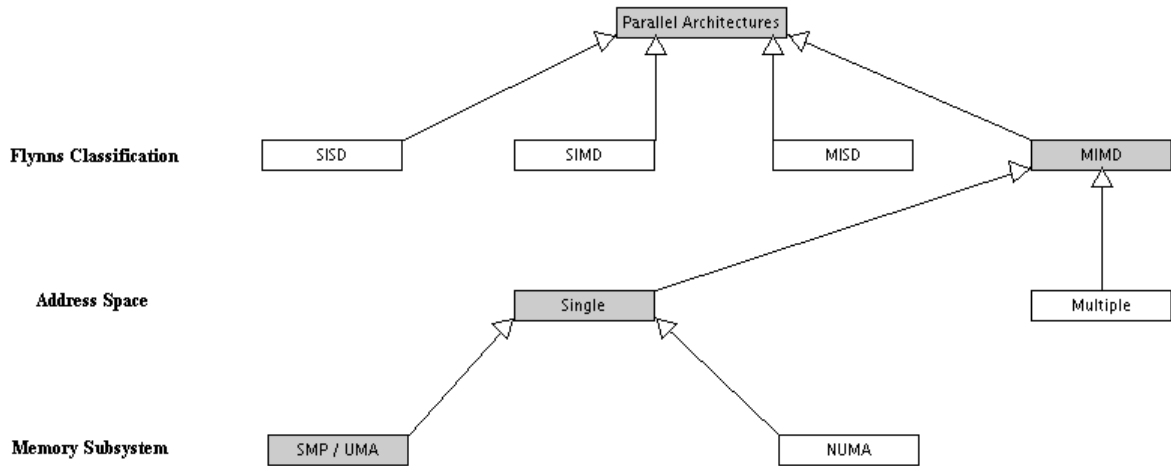 Parallel Architectures
Flynns Classification
SISD
SIMD
MISD
MIMD
Address Space
Single
Multiple
Memory Subsystem
SMP / UMA
NUMA